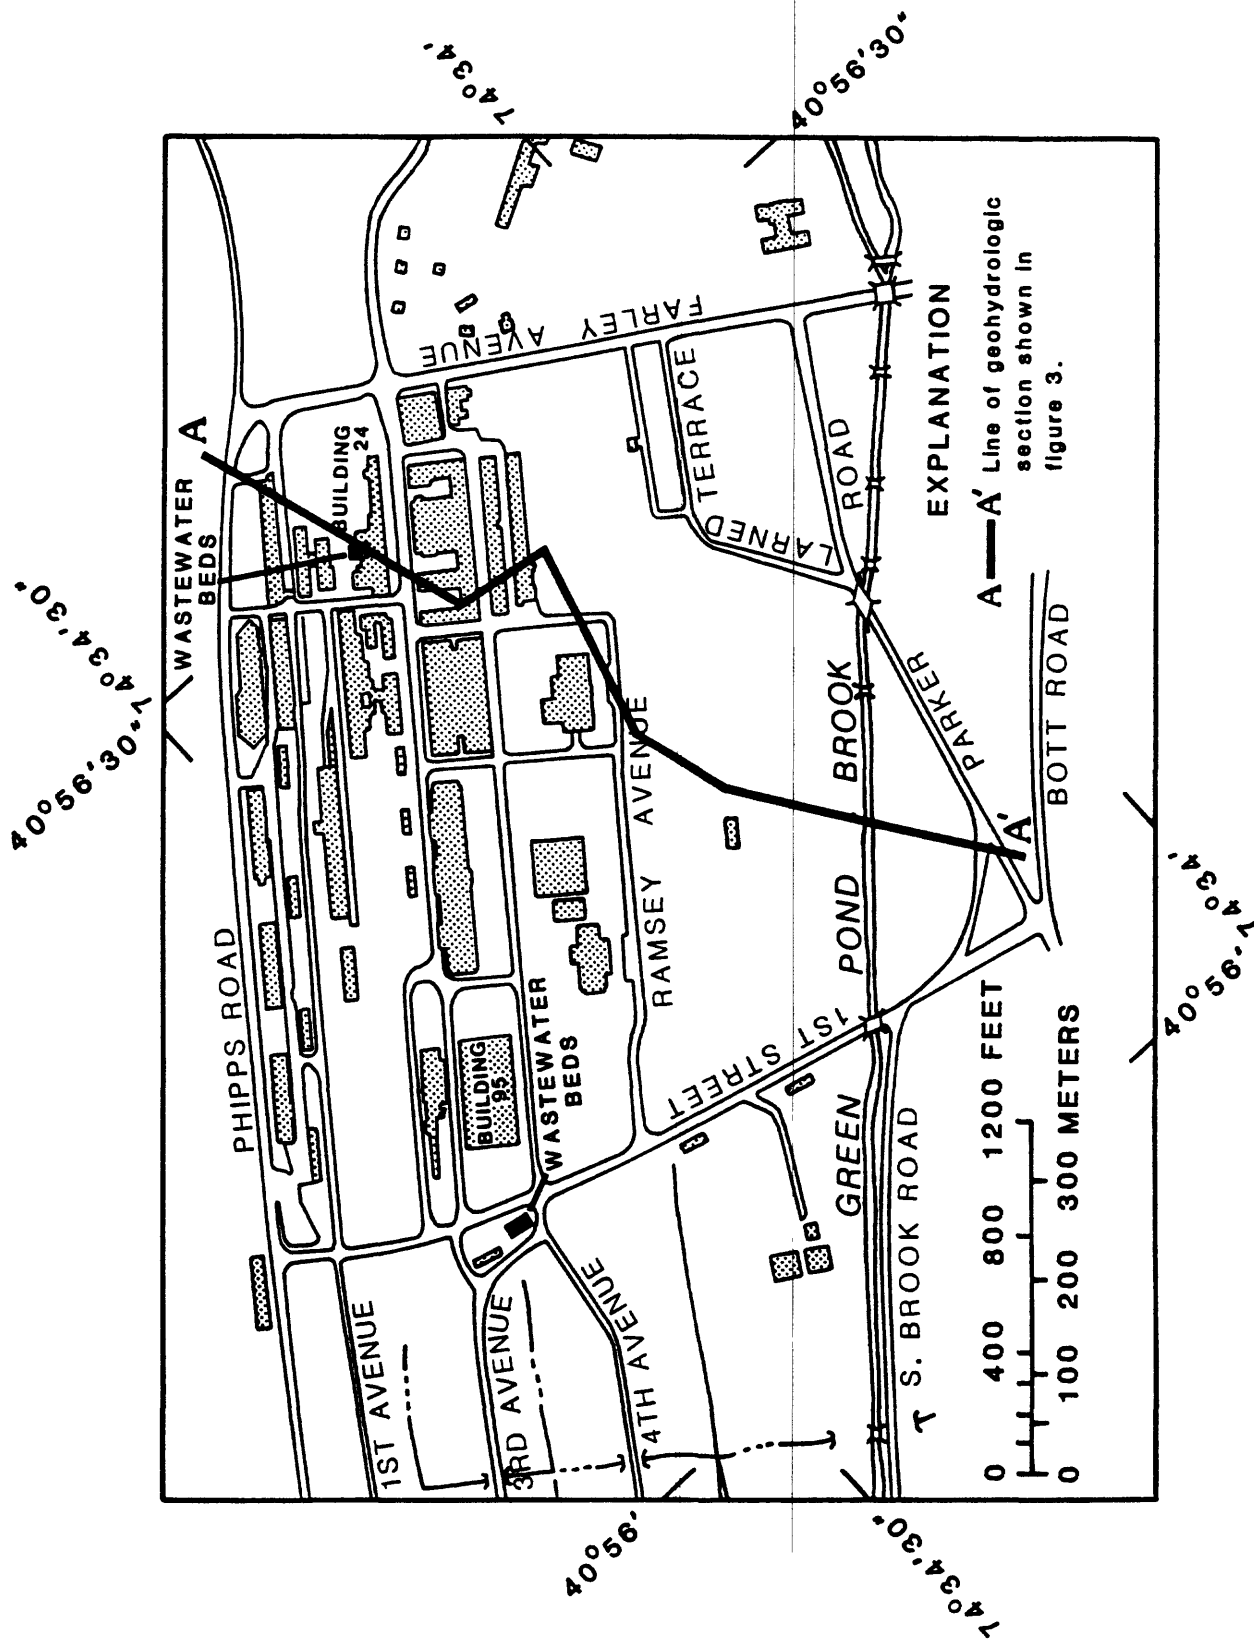 40°56'30"
74°34'30"
74°34'
40°56'30"
A
WASTEWATER
BEDS
BUILDING
24
PHIPPS ROAD
FARLEY AVENUE
TERRACE
LARNED
ROAD
PARKER
RAMSEY AVENUE
BUILDING
95
WASTEWATER
BEDS
1ST STREET
1ST AVENUE
3RD AVENUE
4TH AVENUE
GREEN POND BROOK
S. BROOK ROAD
BOTT ROAD
A'
EXPLANATION
A A' Line of geohydrologic
section shown in
figure 3.
0 400 800 1200 FEET
0 100 200 300 METERS
40°56'
74°34'30"
40°56'
74°34'